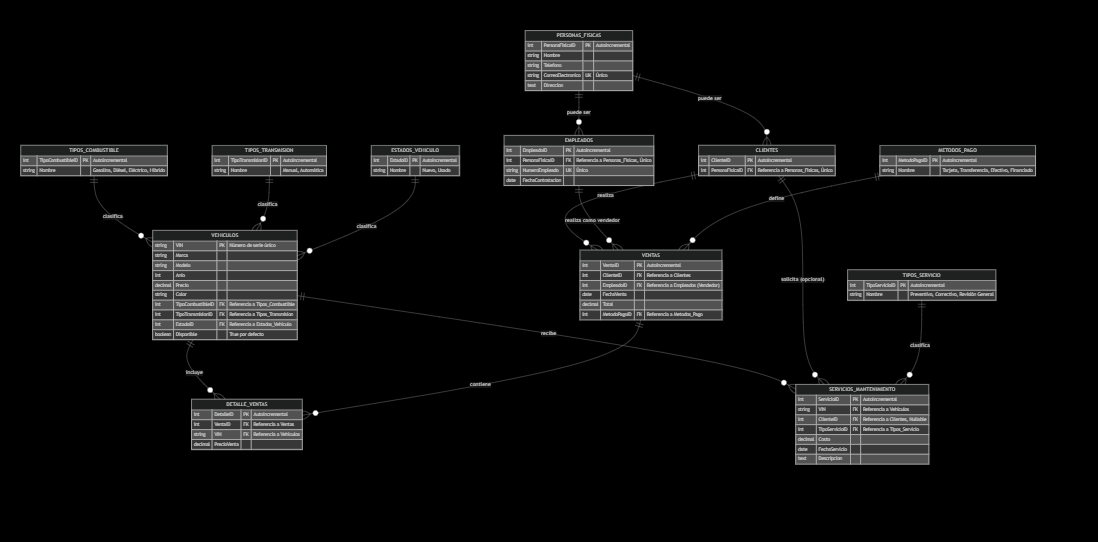 PERSONAS_FISICAS
int PersonaFisicaID PK AutoIncremental
string Nombre
string Telefono
string CorreoElectronico UK Único
text Direccion
puede ser
puede ser
TIPOS_COMBUSTIBLE
int TipoCombustibleID PK AutoIncremental
string Nombre Gasolina, Diésel, Eléctrico, Híbrido
TIPOS_TRANSMISION
int TipoTransmisionID PK AutoIncremental
string Nombre Manual, Automática
ESTADOS_VEHICULO
int EstadoID PK AutoIncremental
string Nombre Nuevo, Usado
EMPLEADOS
int EmpleadoID PK AutoIncremental
int PersonaFisicaID FK Referencia a Personas_Fisicas, Único
string NumeroEmpleado UK Único
date FechaContratacion
CLIENTES
int ClienteID PK AutoIncremental
int PersonaFisicaID FK Referencia a Personas_Fisicas, Único
METODOS_PAGO
int MetodoPagoID PK AutoIncremental
string Nombre Tarjeta, Transferencia, Efectivo, Financiado
clasifica
clasifica
clasifica
realiza
realiza como vendedor
define
VEHICULOS
string VIN PK Número de serie único
string Marca
string Modelo
int Anio
decimal Precio
string Color
int TipoCombustibleID FK Referencia a Tipos_Combustible
int TipoTransmisionID FK Referencia a Tipos_Transmision
int EstadoID FK Referencia a Estados_Vehiculo
boolean Disponible True por defecto
VENTAS
int VentaID PK AutoIncremental
int ClienteID FK Referencia a Clientes
int EmpleadoID FK Referencia a Empleados (Vendedor)
date FechaVenta
decimal Total
int MetodoPagoID FK Referencia a Metodos_Pago
solicita (opcional)
TIPOS_SERVICIO
int TipoServicioID PK AutoIncremental
string Nombre Preventivo, Correctivo, Revisión General
recibe
clasifica
incluye
contiene
DETALLE_VENTAS
int DetalleID PK AutoIncremental
int VentaID FK Referencia a Ventas
string VIN FK Referencia a Vehiculos
decimal PrecioVenta
SERVICIOS_MANTENIMIENTO
int ServicioID PK AutoIncremental
string VIN FK Referencia a Vehiculos
int ClienteID FK Referencia a Clientes, Nullable
int TipoServicioID FK Referencia a Tipos_Servicio
decimal Costo
date FechaServicio
text Descripcion